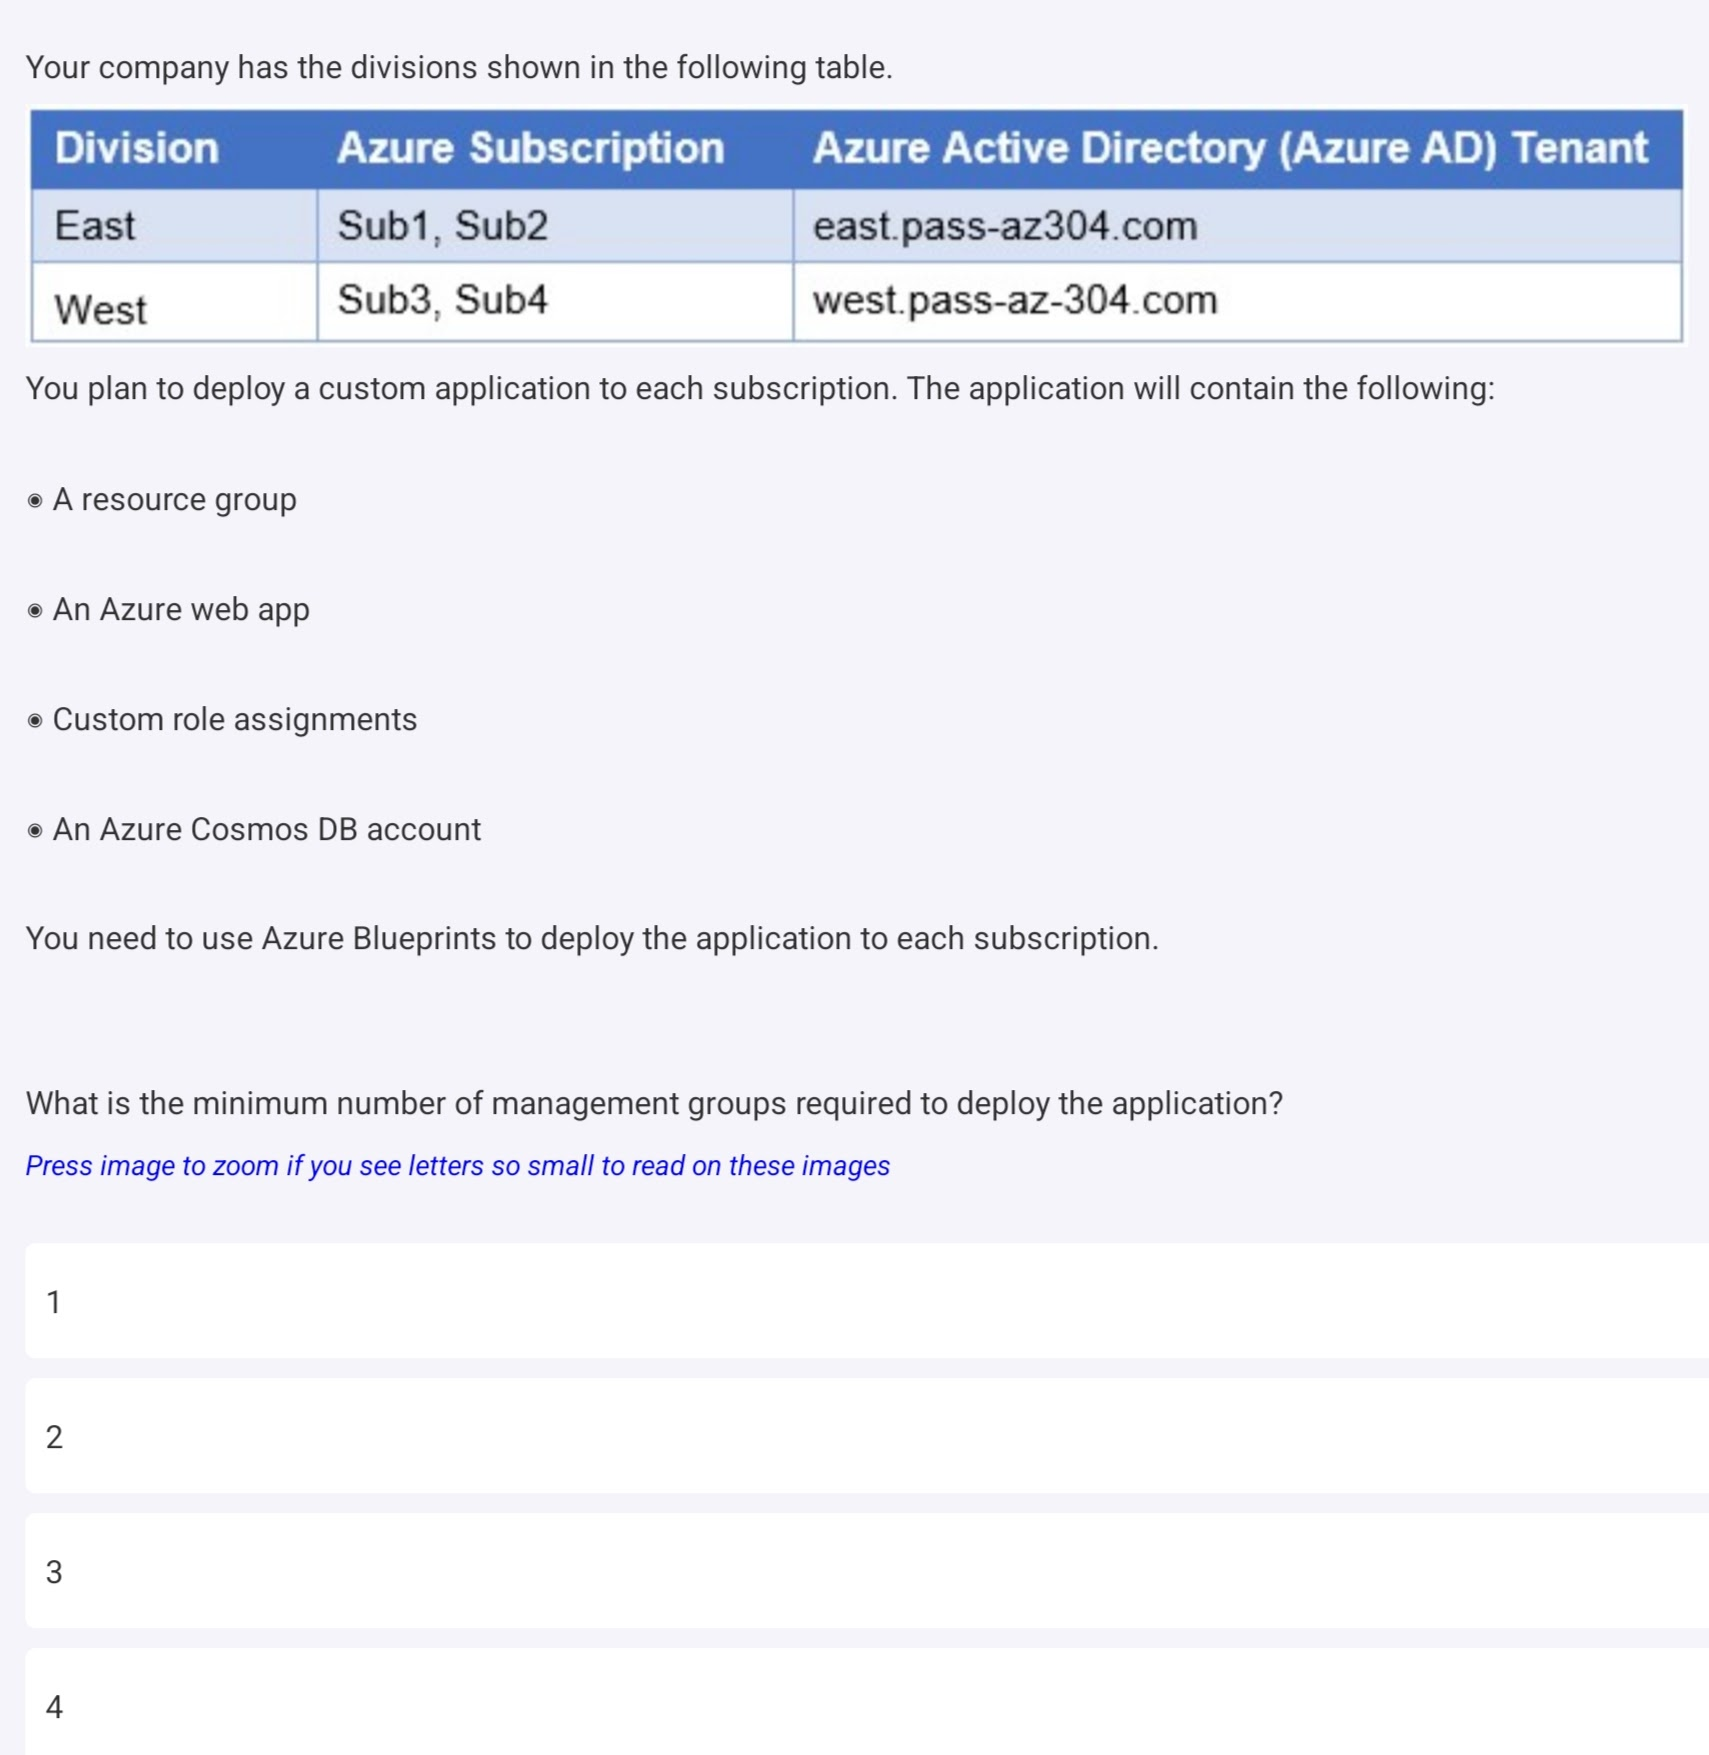 Your company has the divisions shown in the following table.
Division Azure Subscription Azure Active Directory (Azure AD) Tenant
East Sub1, Sub2 east.pass-az304.com
West Sub3, Sub4 west.pass-az-304.com
You plan to deploy a custom application to each subscription. The application will contain the following:
◉ A resource group
◉ An Azure web app
◉ Custom role assignments
◉ An Azure Cosmos DB account
You need to use Azure Blueprints to deploy the application to each subscription.
What is the minimum number of management groups required to deploy the application?
Press image to zoom if you see letters so small to read on these images
1
2
3
4